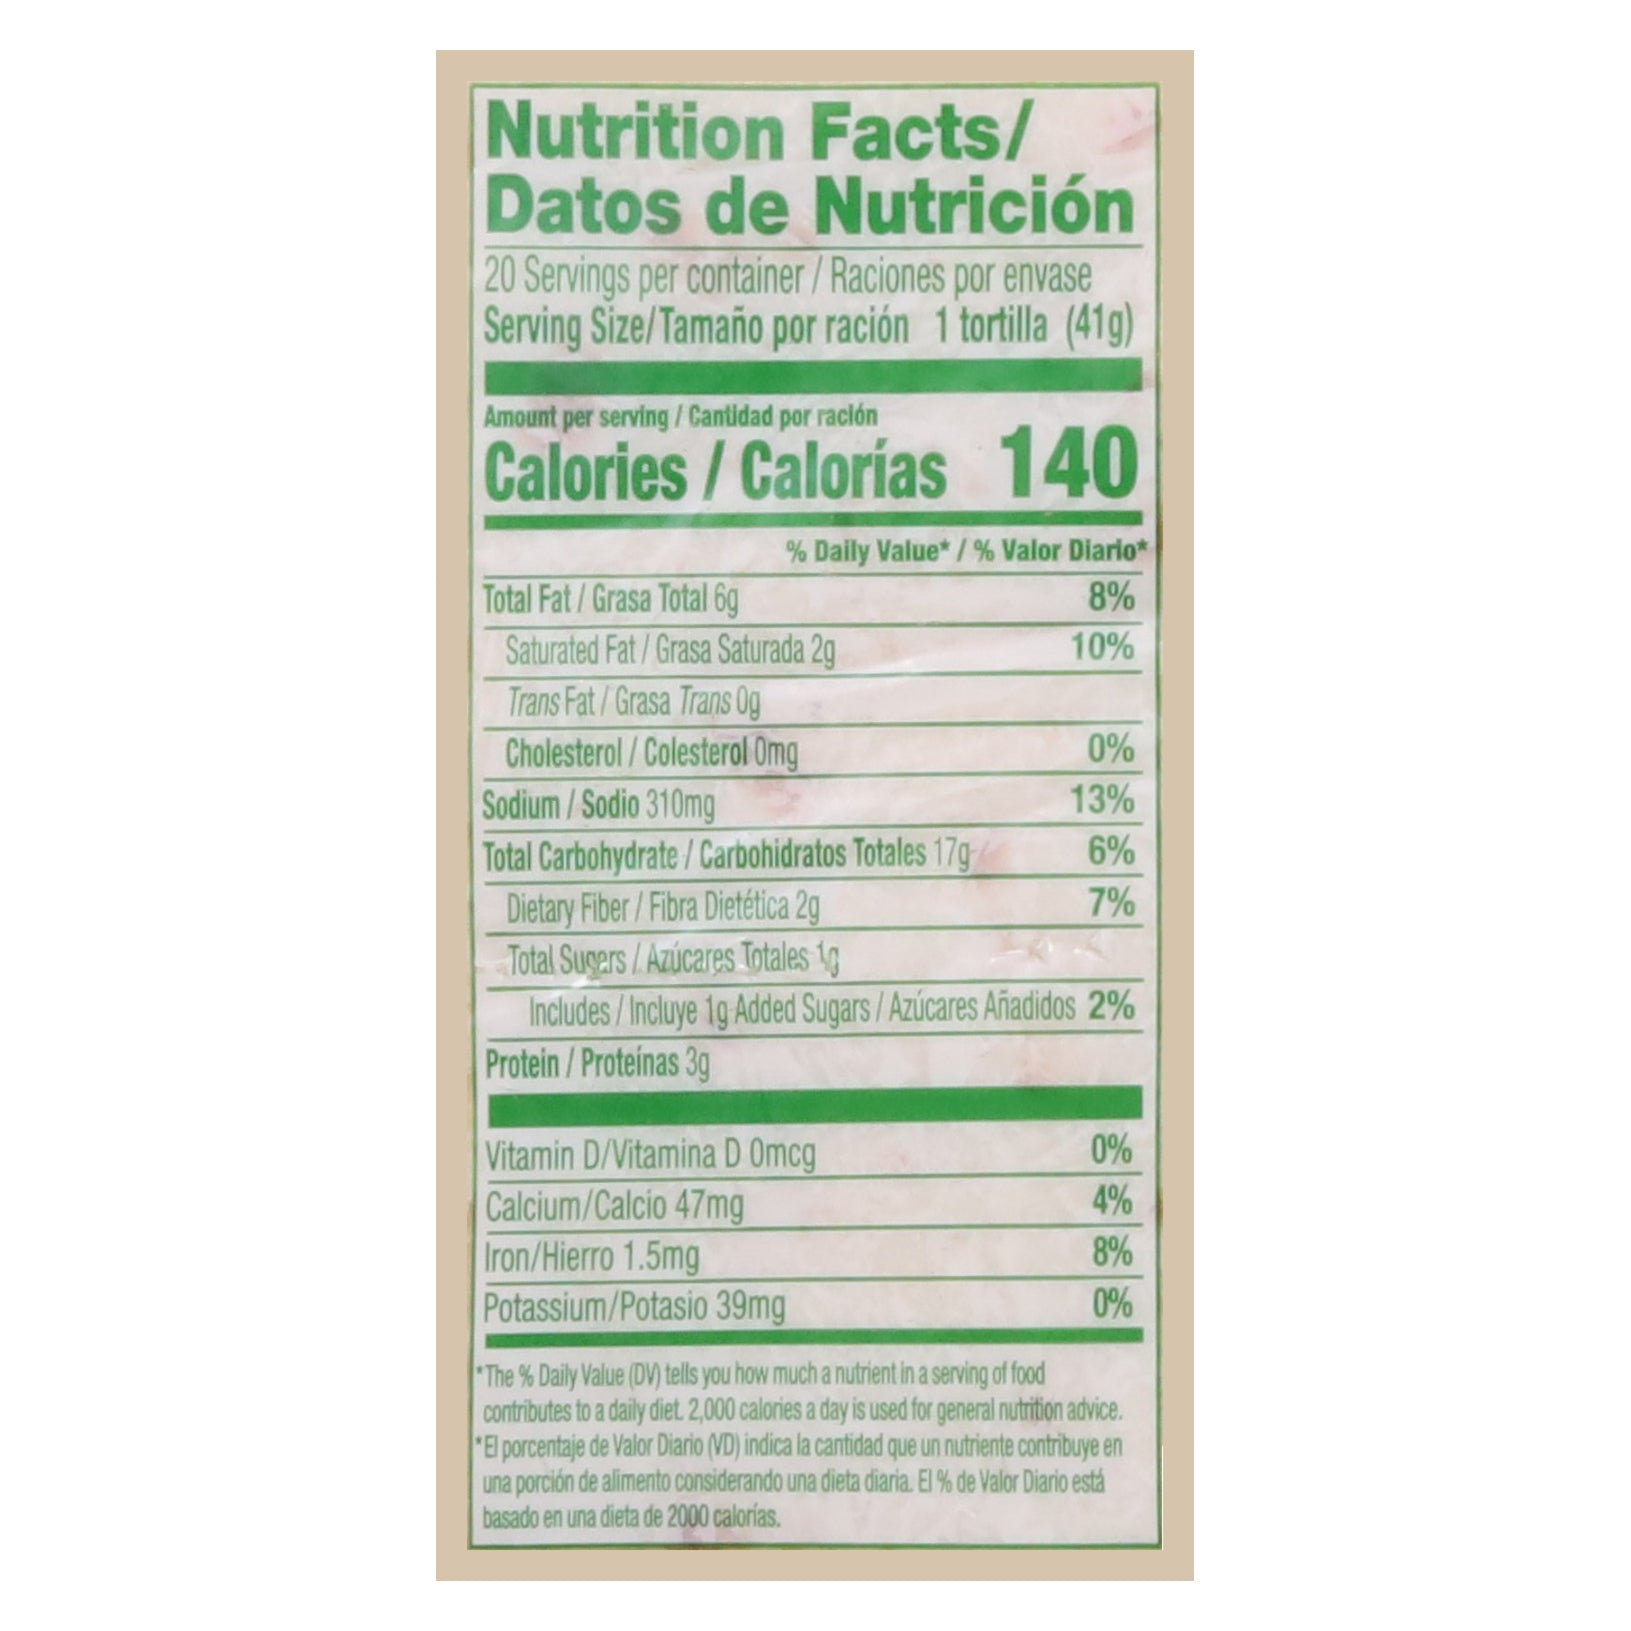 Nutrition Facts/
Datos de Nutrición
20 Servings per container / Raciones por envase
Serving Size/Tamaño por ración 1 tortilla (41g)
Amount per serving / Cantidad por ración
Calories / Calorías 140
% Daily Value* / % Valor Diario*
Total Fat / Grasa Total 6g 8%
Saturated Fat / Grasa Saturada 2g 10%
Trans Fat / Grasa Trans 0g
Cholesterol / Colesterol 0mg 0%
Sodium / Sodio 310mg 13%
Total Carbohydrate / Carbohidratos Totales 17g 6%
Dietary Fiber / Fibra Dietética 2g 7%
Total Sugars / Azúcares Totales 1g
Includes / Incluye 1g Added Sugars / Azúcares Añadidos 2%
Protein / Proteínas 3g
Vitamin D/Vitamina D 0mcg 0%
Calcium/Calcio 47mg 4%
Iron/Hierro 1.5mg 8%
Potassium/Potasio 39mg 0%
*The % Daily Value (DV) tells you how much a nutrient in a serving of food
contributes to a daily diet. 2,000 calories a day is used for general nutrition advice.
*El porcentaje de Valor Diario (VD) indica la cantidad que un nutriente contribuye en
una porción de alimento considerando una dieta diaria. El % de Valor Diario está
basado en una dieta de 2000 calorías.